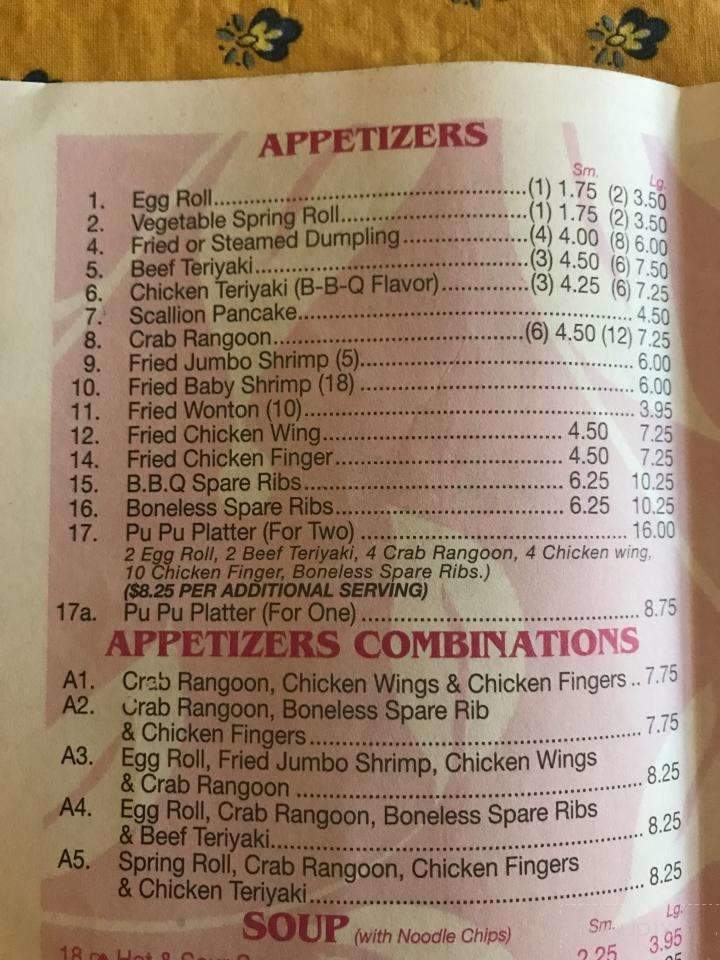 APPETIZERS
Sm. Lg.
1. Egg Roll..........(1) 1.75 (2) 3.50
2. Vegetable Spring Roll..........(1) 1.75 (2) 3.50
4. Fried or Steamed Dumpling..........(4) 4.00 (8) 6.00
5. Beef Teriyaki..........(3) 4.50 (6) 7.50
6. Chicken Teriyaki (B-B-Q Flavor)..........(3) 4.25 (6) 7.25
7. Scallion Pancake..........4.50
8. Crab Rangoon..........(6) 4.50 (12) 7.25
9. Fried Jumbo Shrimp (5)..........6.00
10. Fried Baby Shrimp (18)..........6.00
11. Fried Wonton (10)..........3.95
12. Fried Chicken Wing..........4.50 7.25
14. Fried Chicken Finger..........4.50 7.25
15. B.B.Q Spare Ribs..........6.25 10.25
16. Boneless Spare Ribs..........6.25 10.25
17. Pu Pu Platter (For Two)..........16.00
2 Egg Roll, 2 Beef Teriyaki, 4 Crab Rangoon, 4 Chicken wing,
10 Chicken Finger, Boneless Spare Ribs.)
($8.25 PER ADDITIONAL SERVING)
17a. Pu Pu Platter (For One)..........8.75
APPETIZERS COMBINATIONS
A1. Crab Rangoon, Chicken Wings & Chicken Fingers..7.75
A2. Crab Rangoon, Boneless Spare Rib
& Chicken Fingers..........7.75
A3. Egg Roll, Fried Jumbo Shrimp, Chicken Wings
& Crab Rangoon..........8.25
A4. Egg Roll, Crab Rangoon, Boneless Spare Ribs
& Beef Teriyaki..........8.25
A5. Spring Roll, Crab Rangoon, Chicken Fingers
& Chicken Teriyaki..........8.25
SOUP (with Noodle Chips) Sm. Lg.
18 Hot & Sour 2.25 3.95